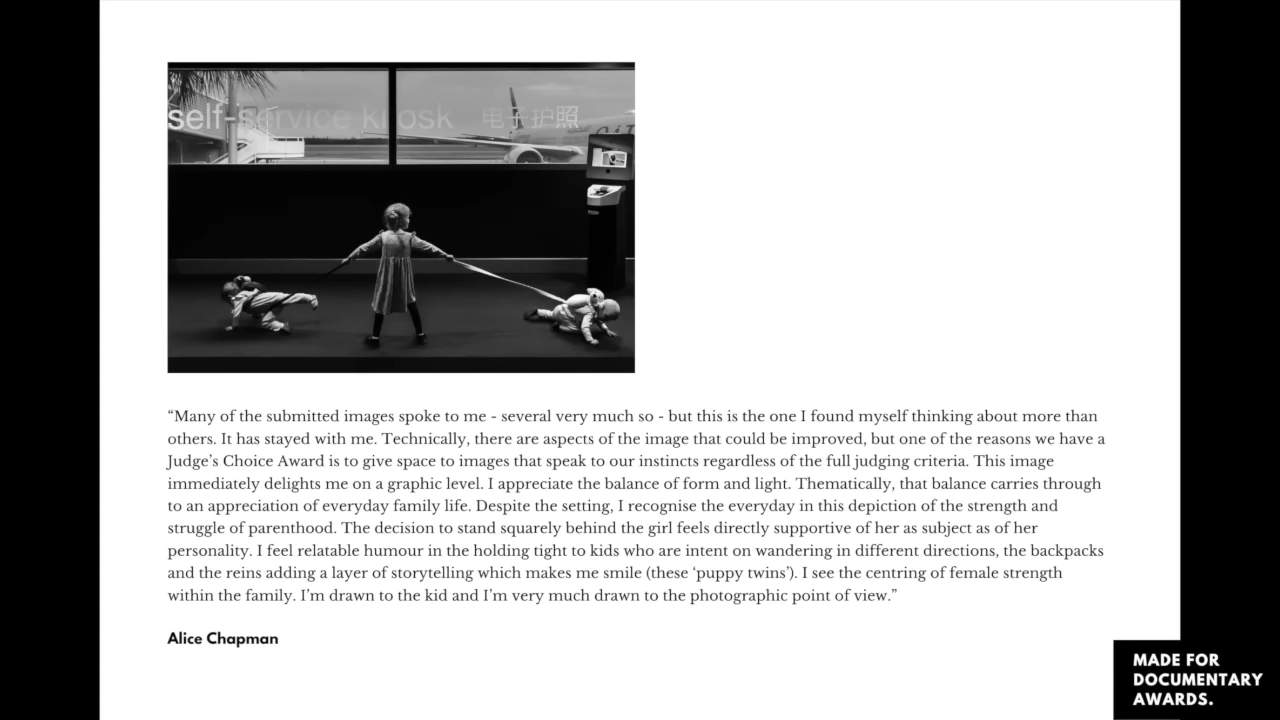 self-service kiosk 电子护照
“Many of the submitted images spoke to me - several very much so - but this is the one I found myself thinking about more than
others. It has stayed with me. Technically, there are aspects of the image that could be improved, but one of the reasons we have a
Judge’s Choice Award is to give space to images that speak to our instincts regardless of the full judging criteria. This image
immediately delights me on a graphic level. I appreciate the balance of form and light. Thematically, that balance carries through
to an appreciation of everyday family life. Despite the setting, I recognise the everyday in this depiction of the strength and
struggle of parenthood. The decision to stand squarely behind the girl feels directly supportive of her as subject as of her
personality. I feel relatable humour in the holding tight to kids who are intent on wandering in different directions, the backpacks
and the reins adding a layer of storytelling which makes me smile (these ‘puppy twins’). I see the centring of female strength
within the family. I’m drawn to the kid and I’m very much drawn to the photographic point of view.”
Alice Chapman
MADE FOR
DOCUMENTARY
AWARDS.